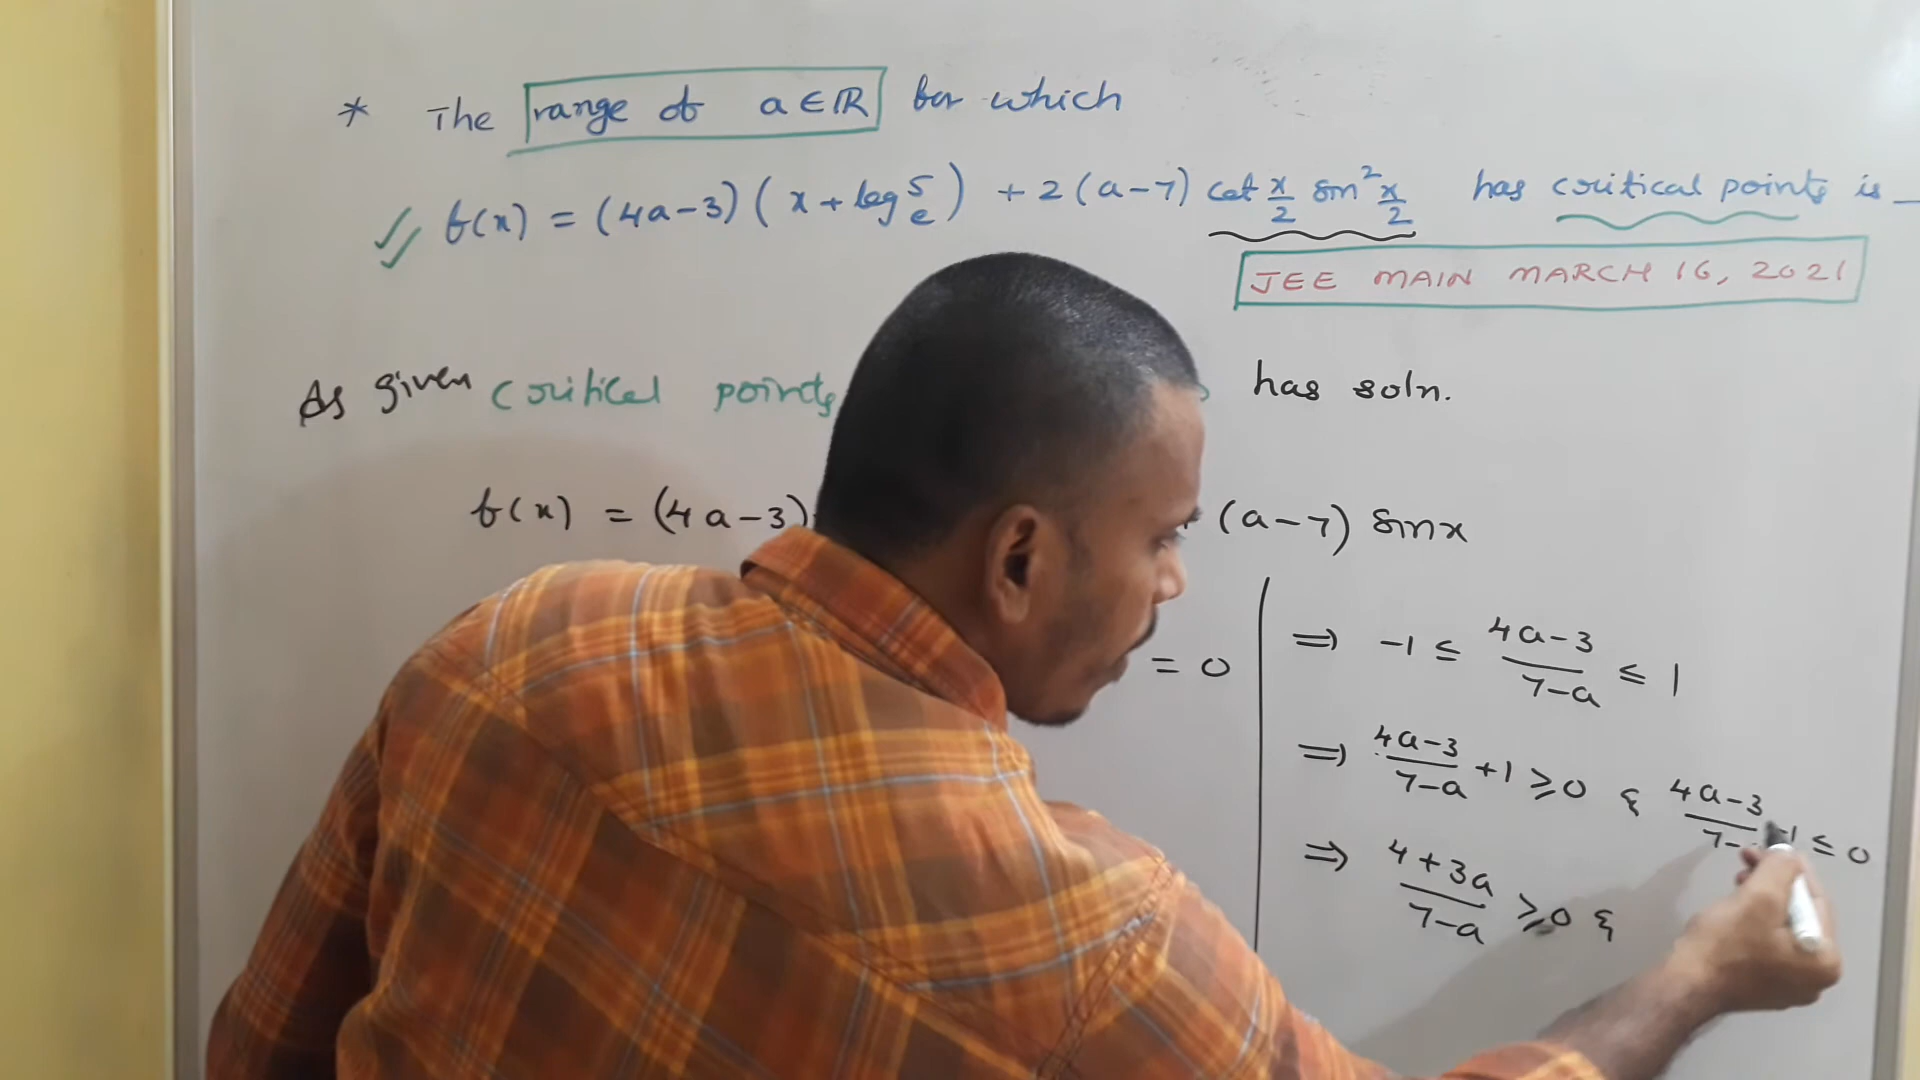 * The range of a ∈ ℝ for which
f(x) = (4a-3)(x + log_e 5) + 2(a-7) cot x/2 sin² x/2 has critical points is _
JEE MAIN MARCH 16, 2021
As given critical points has soln.
f(x) = (4a-3) (a-7) sinx
= 0
⇒ -1 ≤ (4a-3)/(7-a) ≤ 1
⇒ (4a-3)/(7-a) + 1 ≥ 0 & (4a-3)/(7- -1 ≤ 0
⇒ (4+3a)/(7-a) ≥ 0 &